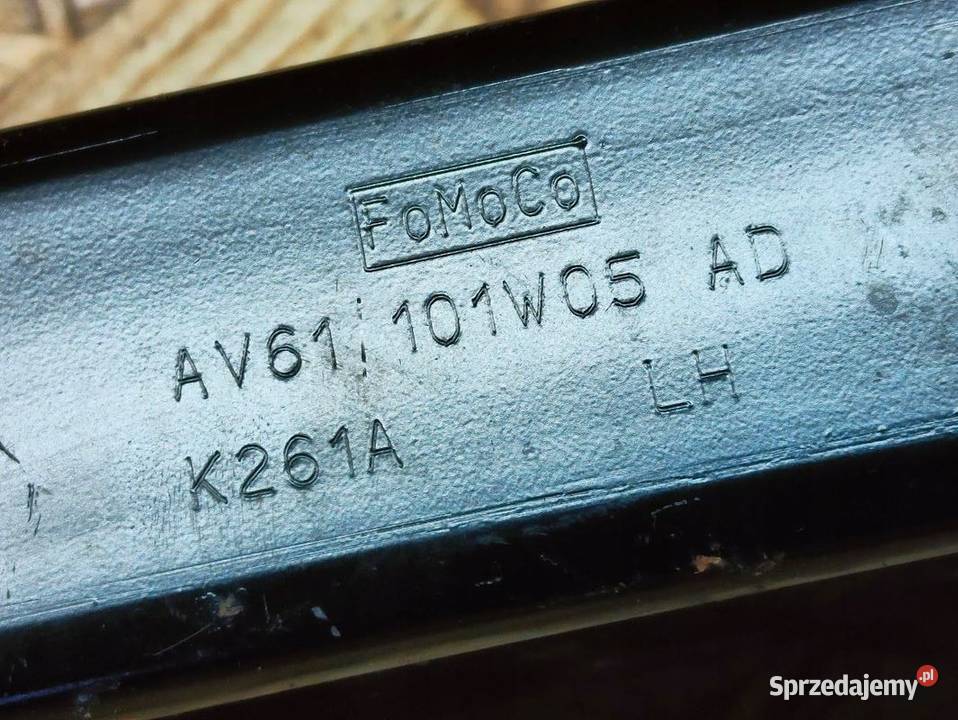 FoMoCo
AV61 101W05 AD
K261A LH
Sprzedajemy.pl